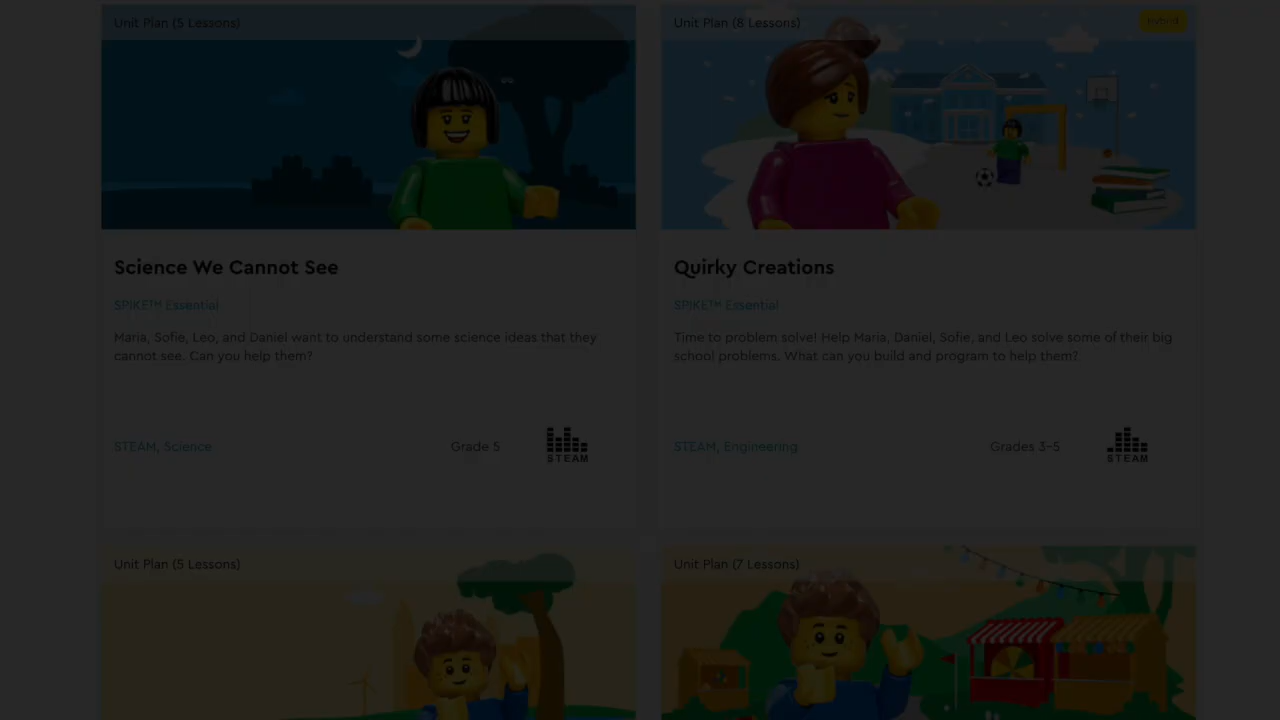 Unit Plan (5 Lessons)
Unit Plan (8 Lessons)
Hybrid
Science We Cannot See
SPIKE™ Essential
Maria, Sofie, Leo, and Daniel want to understand some science ideas that they
cannot see. Can you help them?
STEAM, Science
Grade 5
STEAM
Quirky Creations
SPIKE™ Essential
Time to problem solve! Help Maria, Daniel, Sofie, and Leo solve some of their big
school problems. What can you build and program to help them?
STEAM, Engineering
Grades 3-5
STEAM
Unit Plan (5 Lessons)
Unit Plan (7 Lessons)